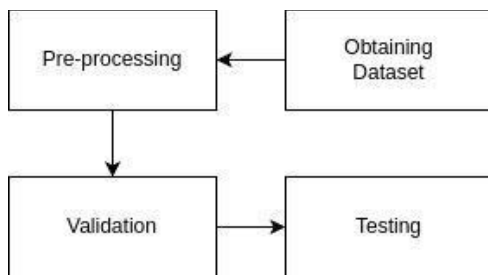 Pre-processing
Obtaining
Dataset
Validation
Testing